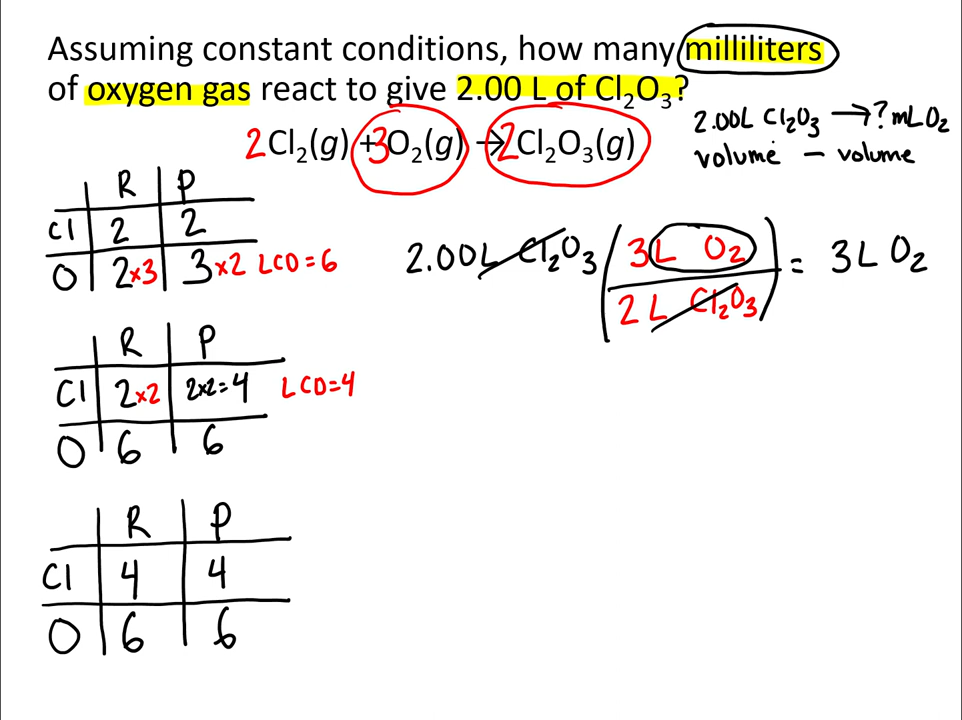 Assuming constant conditions, how many milliliters
of oxygen gas react to give 2.00 L of Cl₂O₃?
2Cl₂(g) + 3O₂(g) → 2Cl₂O₃(g)
2.00L Cl₂O₃ → ? mL O₂
volume – volume
R P
Cl 2 2
O 2×3 3×2 LCD = 6
2.00L Cl₂O₃ (3L O₂ / 2L Cl₂O₃) = 3L O₂
R P
Cl 2×2 2×2=4 LCD=4
O 6 6
R P
Cl 4 4
O 6 6